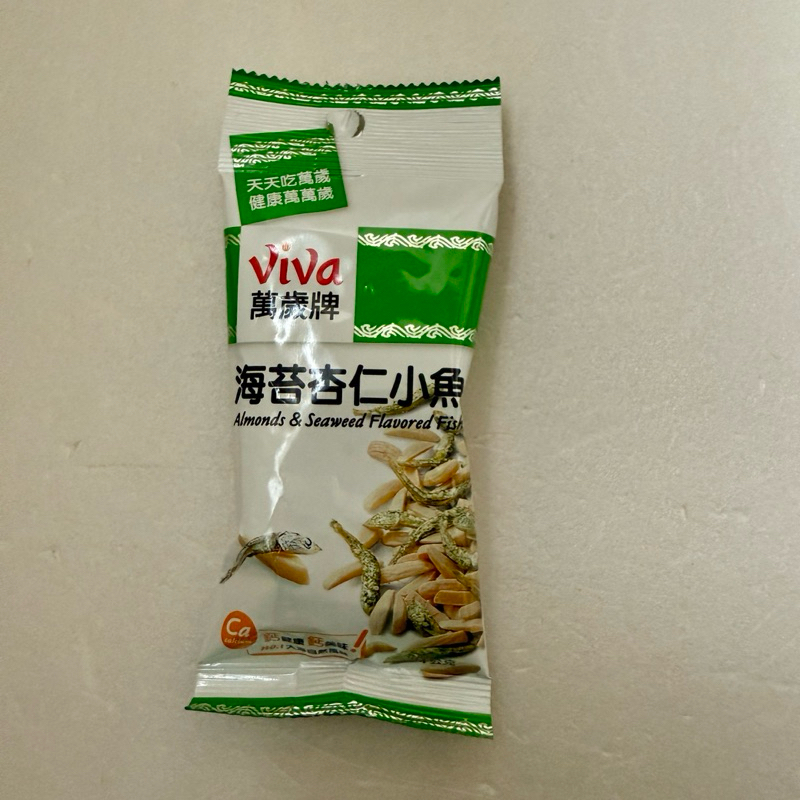 天天吃萬歲
健康萬萬歲
Viva
萬歲牌
海苔杏仁小魚
Almonds & Seaweed Flavored Fish
Ca